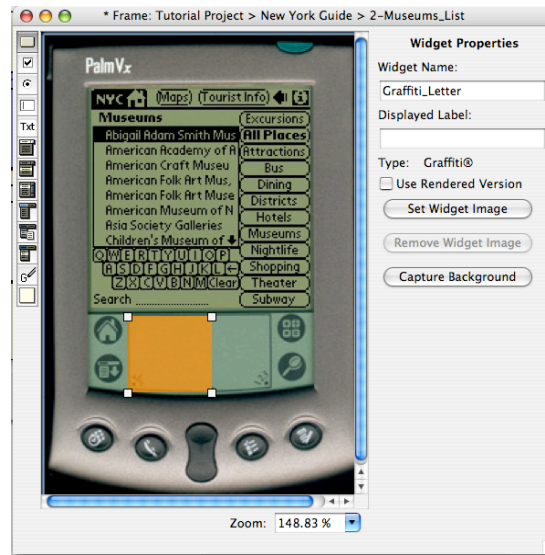 * Frame: Tutorial Project > New York Guide > 2-Museums_List
Txt
G
PalmVx
NYC (Maps) (Tourist Info)
Museums
Abigail Adam Smith Mus
American Academy of A
American Craft Museu
American Folk Art Mus,
American Folk Art Muse
American Museum of N
Asia Society Galleries
Children's Museum of
Excursions
All Places
Attractions
Bus
Dining
Districts
Hotels
Museums
Nightlife
Shopping
Theater
Subway
Q W E R T Y U I O P
A S D F G H J K L ←
Z X C V B N M Clear
Search
Widget Properties
Widget Name:
Graffiti_Letter
Displayed Label:
Type: Graffiti®
Use Rendered Version
Set Widget Image
Remove Widget Image
Capture Background
Zoom: 148.83 %